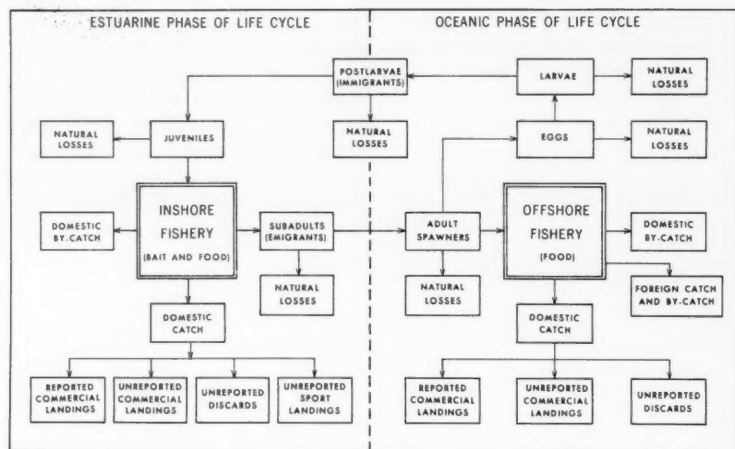 ESTUARINE PHASE OF LIFE CYCLE
OCEANIC PHASE OF LIFE CYCLE
POSTLARVAE
(IMMIGRANTS)
LARVAE
NATURAL
LOSSES
NATURAL
LOSSES
JUVENILES
NATURAL
LOSSES
EGGS
NATURAL
LOSSES
DOMESTIC
BY-CATCH
INSHORE
FISHERY
(BAIT AND FOOD)
SUBADULTS
(EMIGRANTS)
ADULT
SPAWNERS
OFFSHORE
FISHERY
(FOOD)
DOMESTIC
BY-CATCH
NATURAL
LOSSES
NATURAL
LOSSES
FOREIGN CATCH
AND BY-CATCH
DOMESTIC
CATCH
DOMESTIC
CATCH
REPORTED
COMMERCIAL
LANDINGS
UNREPORTED
COMMERCIAL
LANDINGS
UNREPORTED
DISCARDS
UNREPORTED
SPORT
LANDINGS
REPORTED
COMMERCIAL
LANDINGS
UNREPORTED
COMMERCIAL
LANDINGS
UNREPORTED
DISCARDS